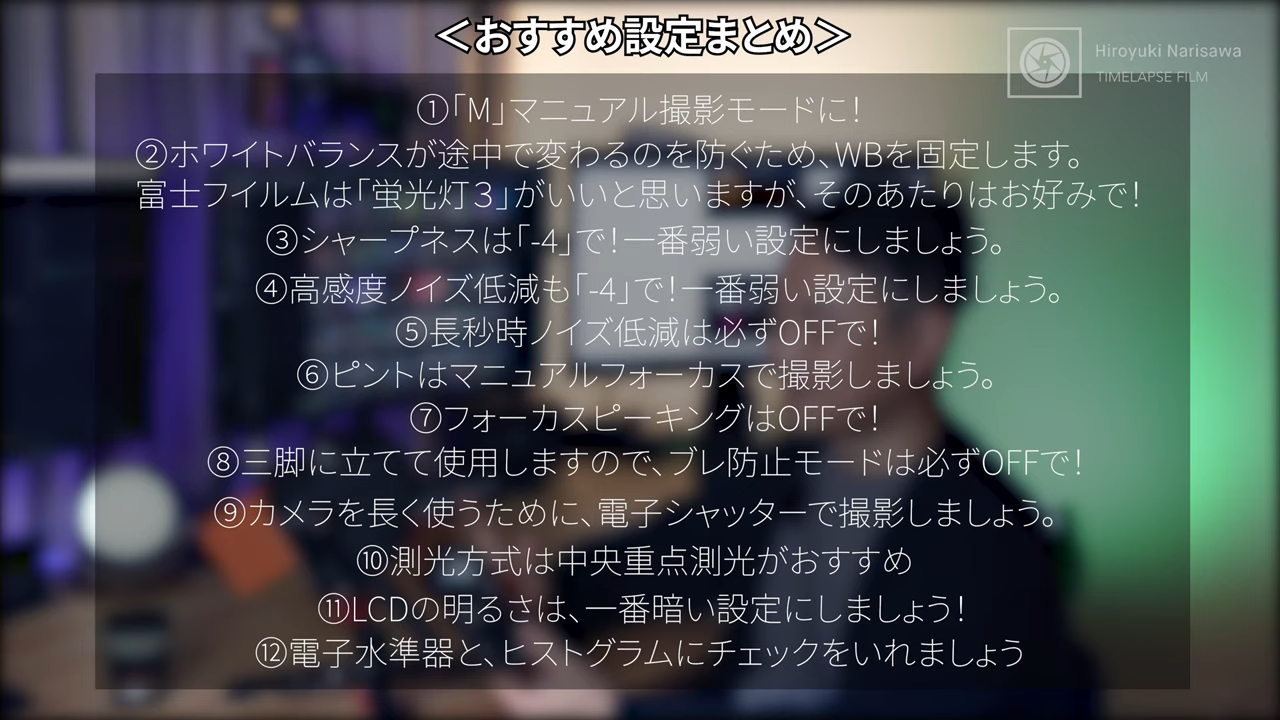 ＜おすすめ設定まとめ＞
Hiroyuki Narisawa
TIMELAPSE FILM
①「M」マニュアル撮影モードに！
②ホワイトバランスが途中で変わるのを防ぐため、WBを固定します。
富士フイルムは「蛍光灯３」がいいと思いますが、そのあたりはお好みで！
③シャープネスは「-4」で！一番弱い設定にしましょう。
④高感度ノイズ低減も「-4」で！一番弱い設定にしましょう。
⑤長秒時ノイズ低減は必ずOFFで！
⑥ピントはマニュアルフォーカスで撮影しましょう。
⑦フォーカスピーキングはOFFで！
⑧三脚に立てて使用しますので、ブレ防止モードは必ずOFFで！
⑨カメラを長く使うために、電子シャッターで撮影しましょう。
⑩測光方式は中央重点測光がおすすめ
⑪LCDの明るさは、一番暗い設定にしましょう！
⑫電子水準器と、ヒストグラムにチェックをいれましょう